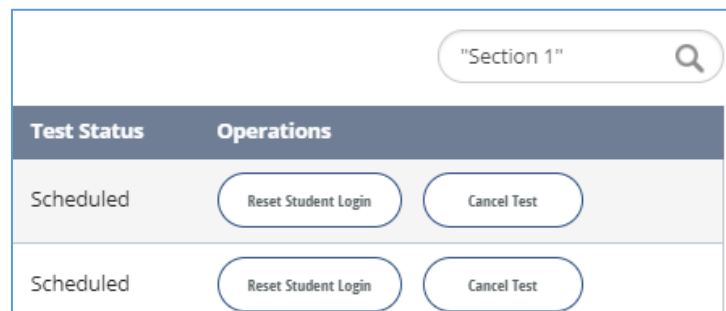 "Section 1"
Test Status Operations
Scheduled Reset Student Login Cancel Test
Scheduled Reset Student Login Cancel Test